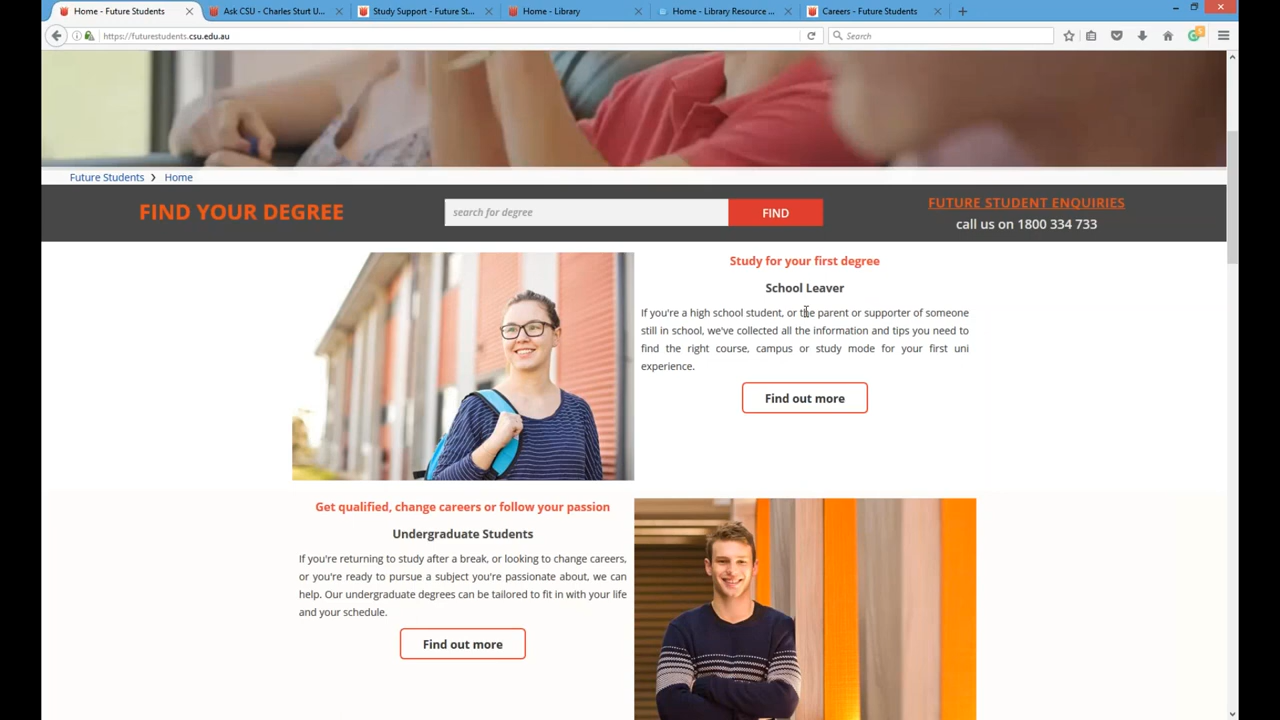 Home - Future Students
Ask CSU - Charles Sturt U...
Study Support - Future St...
Home - Library
Home - Library Resource ...
Careers - Future Students
https://futurestudents.csu.edu.au
Search
Future Students > Home
FIND YOUR DEGREE
search for degree
FIND
FUTURE STUDENT ENQUIRIES
call us on 1800 334 733
Study for your first degree
School Leaver
If you're a high school student, or the parent or supporter of someone
still in school, we've collected all the information and tips you need to
find the right course, campus or study mode for your first uni
experience.
Find out more
Get qualified, change careers or follow your passion
Undergraduate Students
If you're returning to study after a break, or looking to change careers,
or you're ready to pursue a subject you're passionate about, we can
help. Our undergraduate degrees can be tailored to fit in with your life
and your schedule.
Find out more